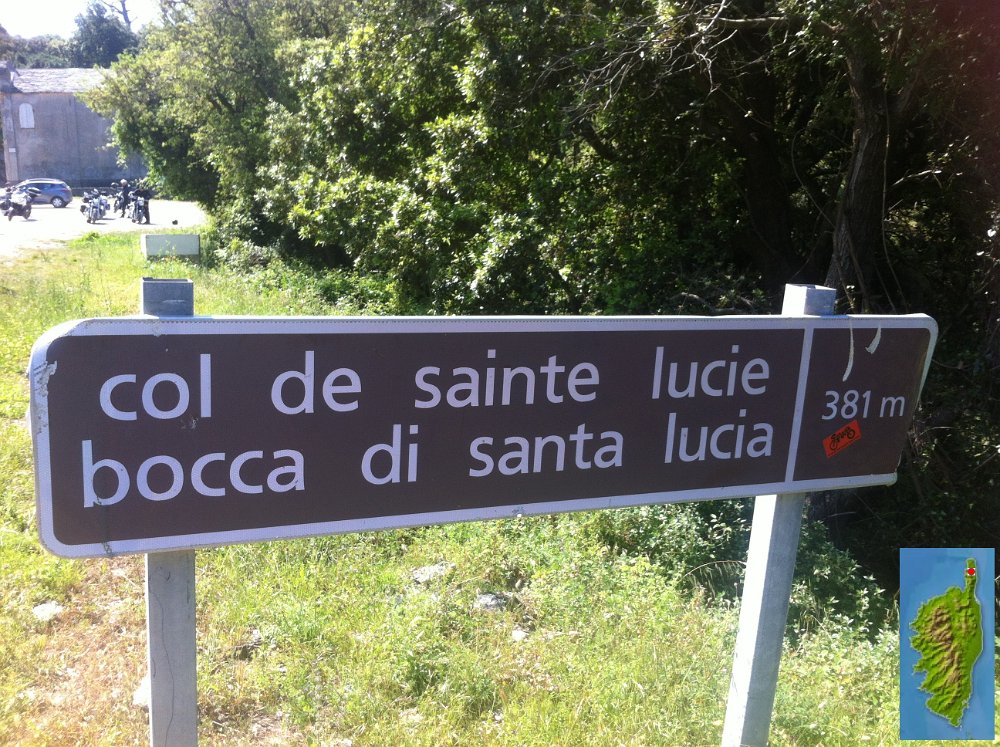 col de sainte lucie
bocca di santa lucia
381 m